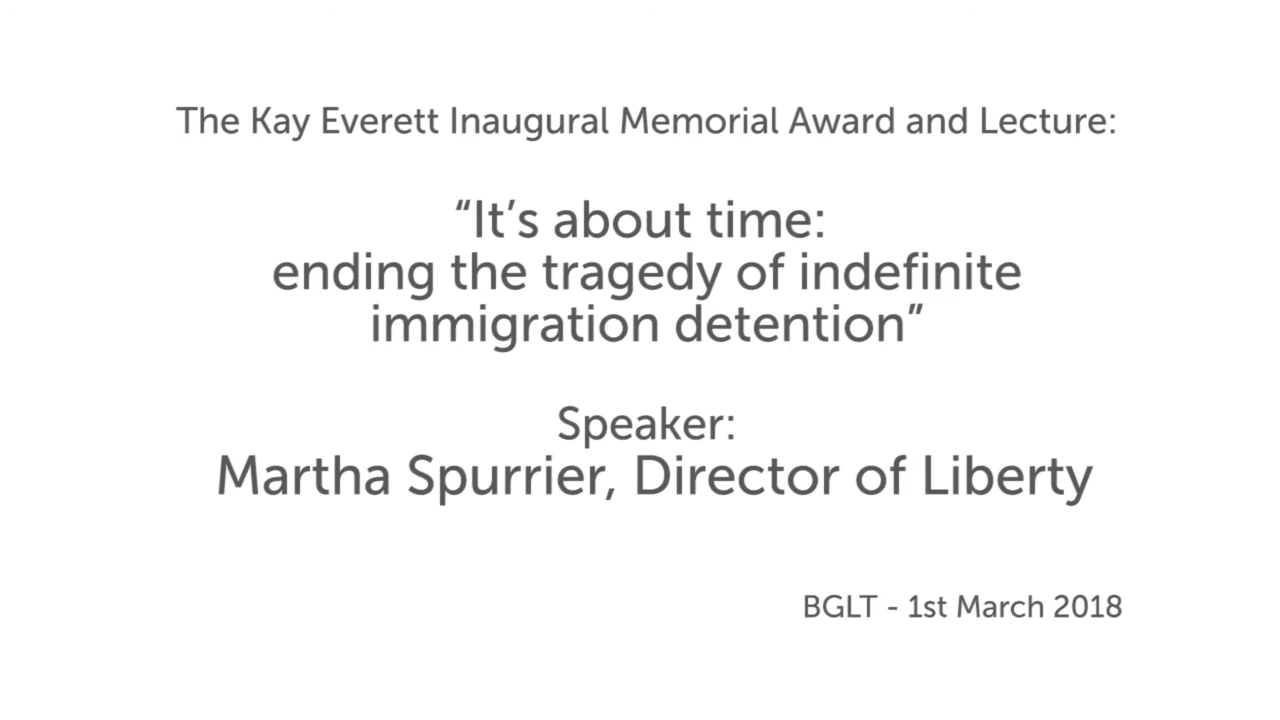 The Kay Everett Inaugural Memorial Award and Lecture:
“It’s about time:
ending the tragedy of indefinite
immigration detention”
Speaker:
Martha Spurrier, Director of Liberty
BGLT - 1st March 2018